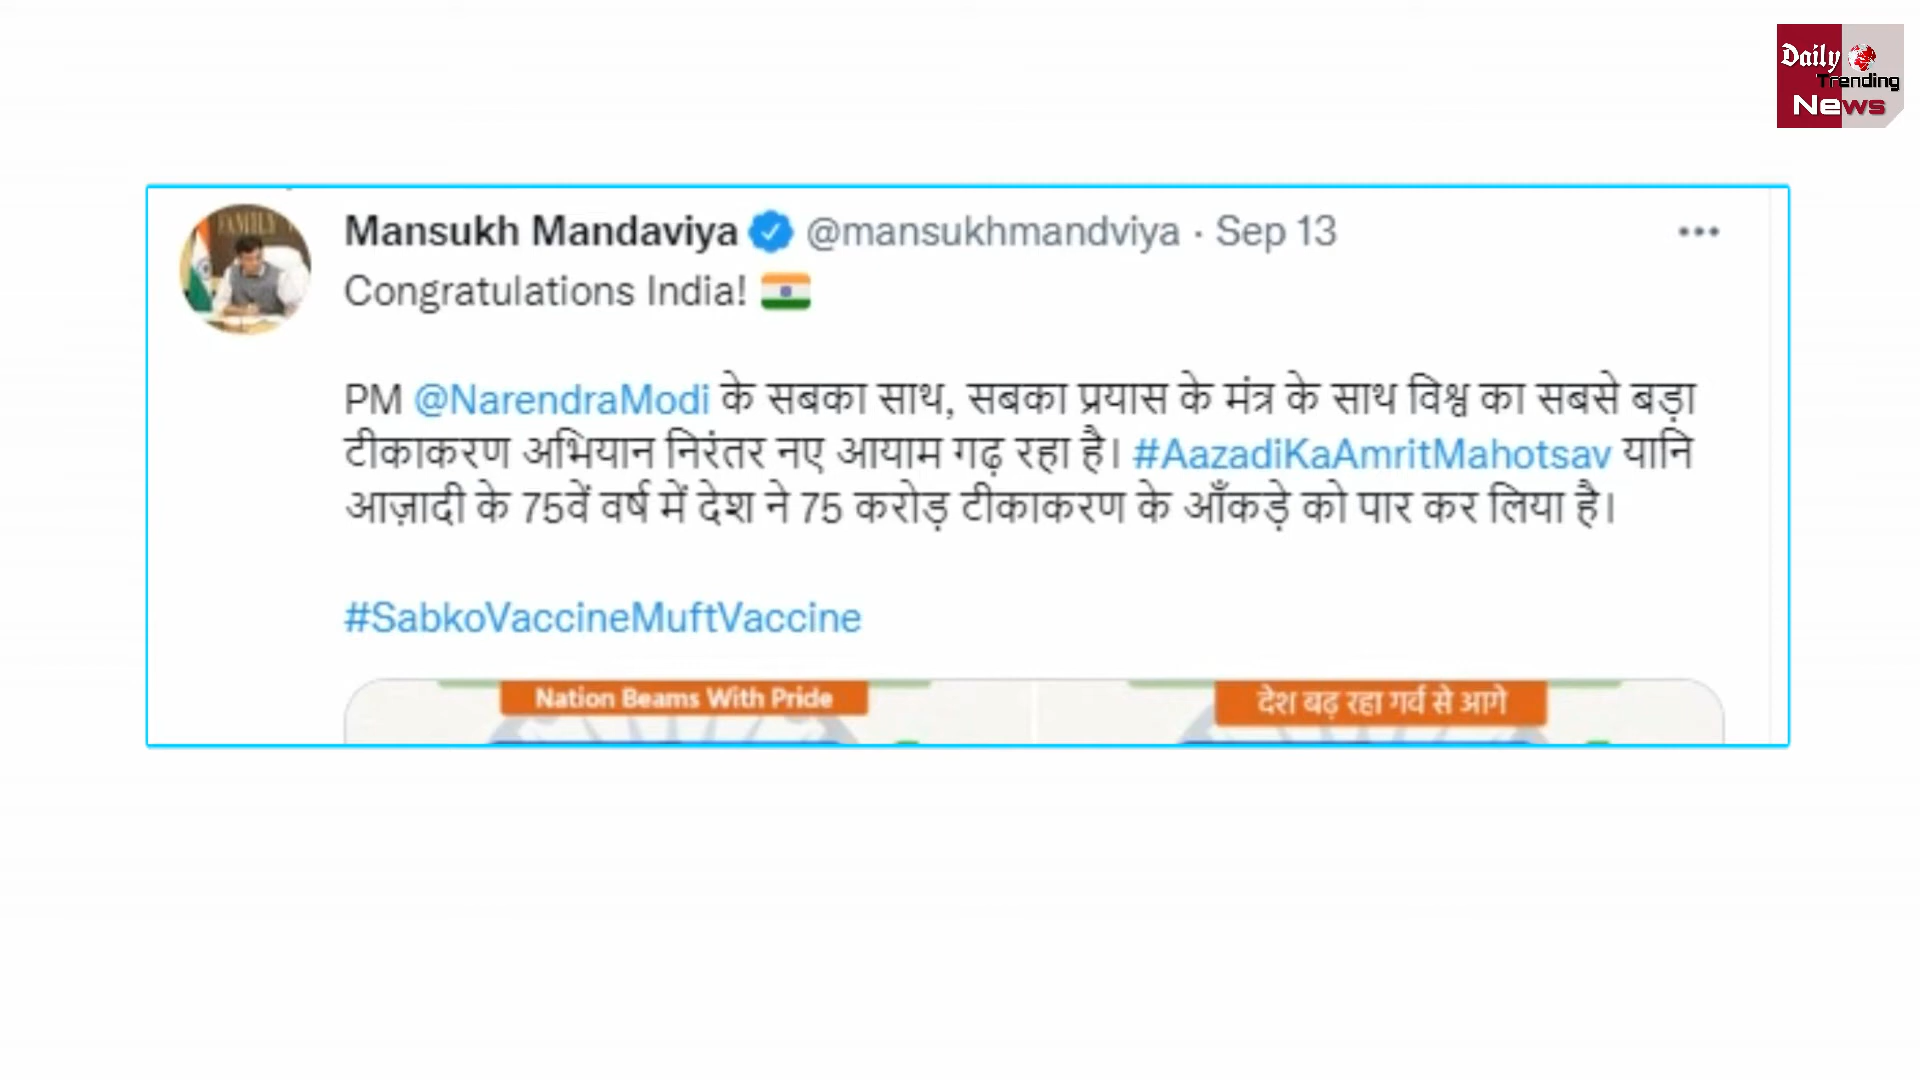 Daily
Trending
News
FAMILY
Mansukh Mandaviya @mansukhmandviya · Sep 13
Congratulations India! 🇮🇳
PM @NarendraModi के सबका साथ, सबका प्रयास के मंत्र के साथ विश्व का सबसे बड़ा
टीकाकरण अभियान निरंतर नए आयाम गढ़ रहा है। #AazadiKaAmritMahotsav यानि
आज़ादी के 75वें वर्ष में देश ने 75 करोड़ टीकाकरण के आँकड़े को पार कर लिया है।
#SabkoVaccineMuftVaccine
Nation Beams With Pride
देश बढ़ रहा गर्व से आगे